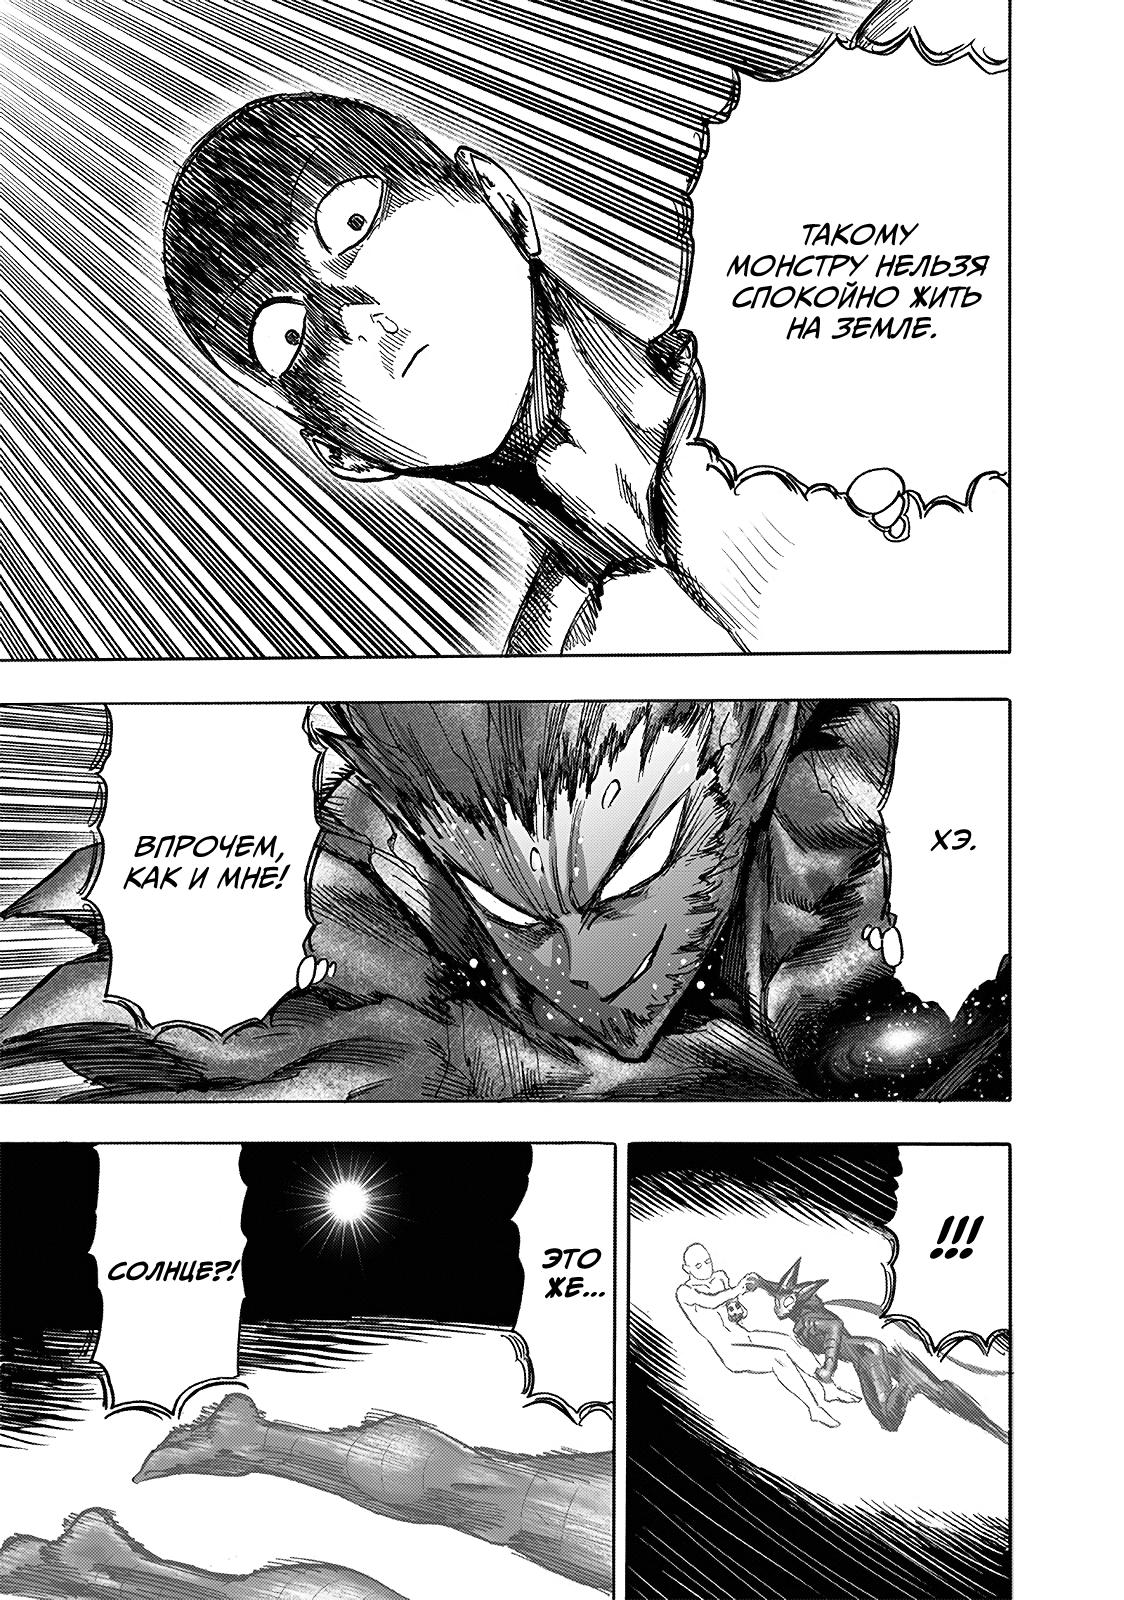 ТАКОМУ
МОНСТРУ НЕЛЬЗЯ
СПОКОЙНО ЖИТЬ
НА ЗЕМЛЕ.
ХЭ.
ВПРОЧЕМ,
КАК И МНЕ!
!!!
ЭТО
ЖЕ...
СОЛНЦЕ?!